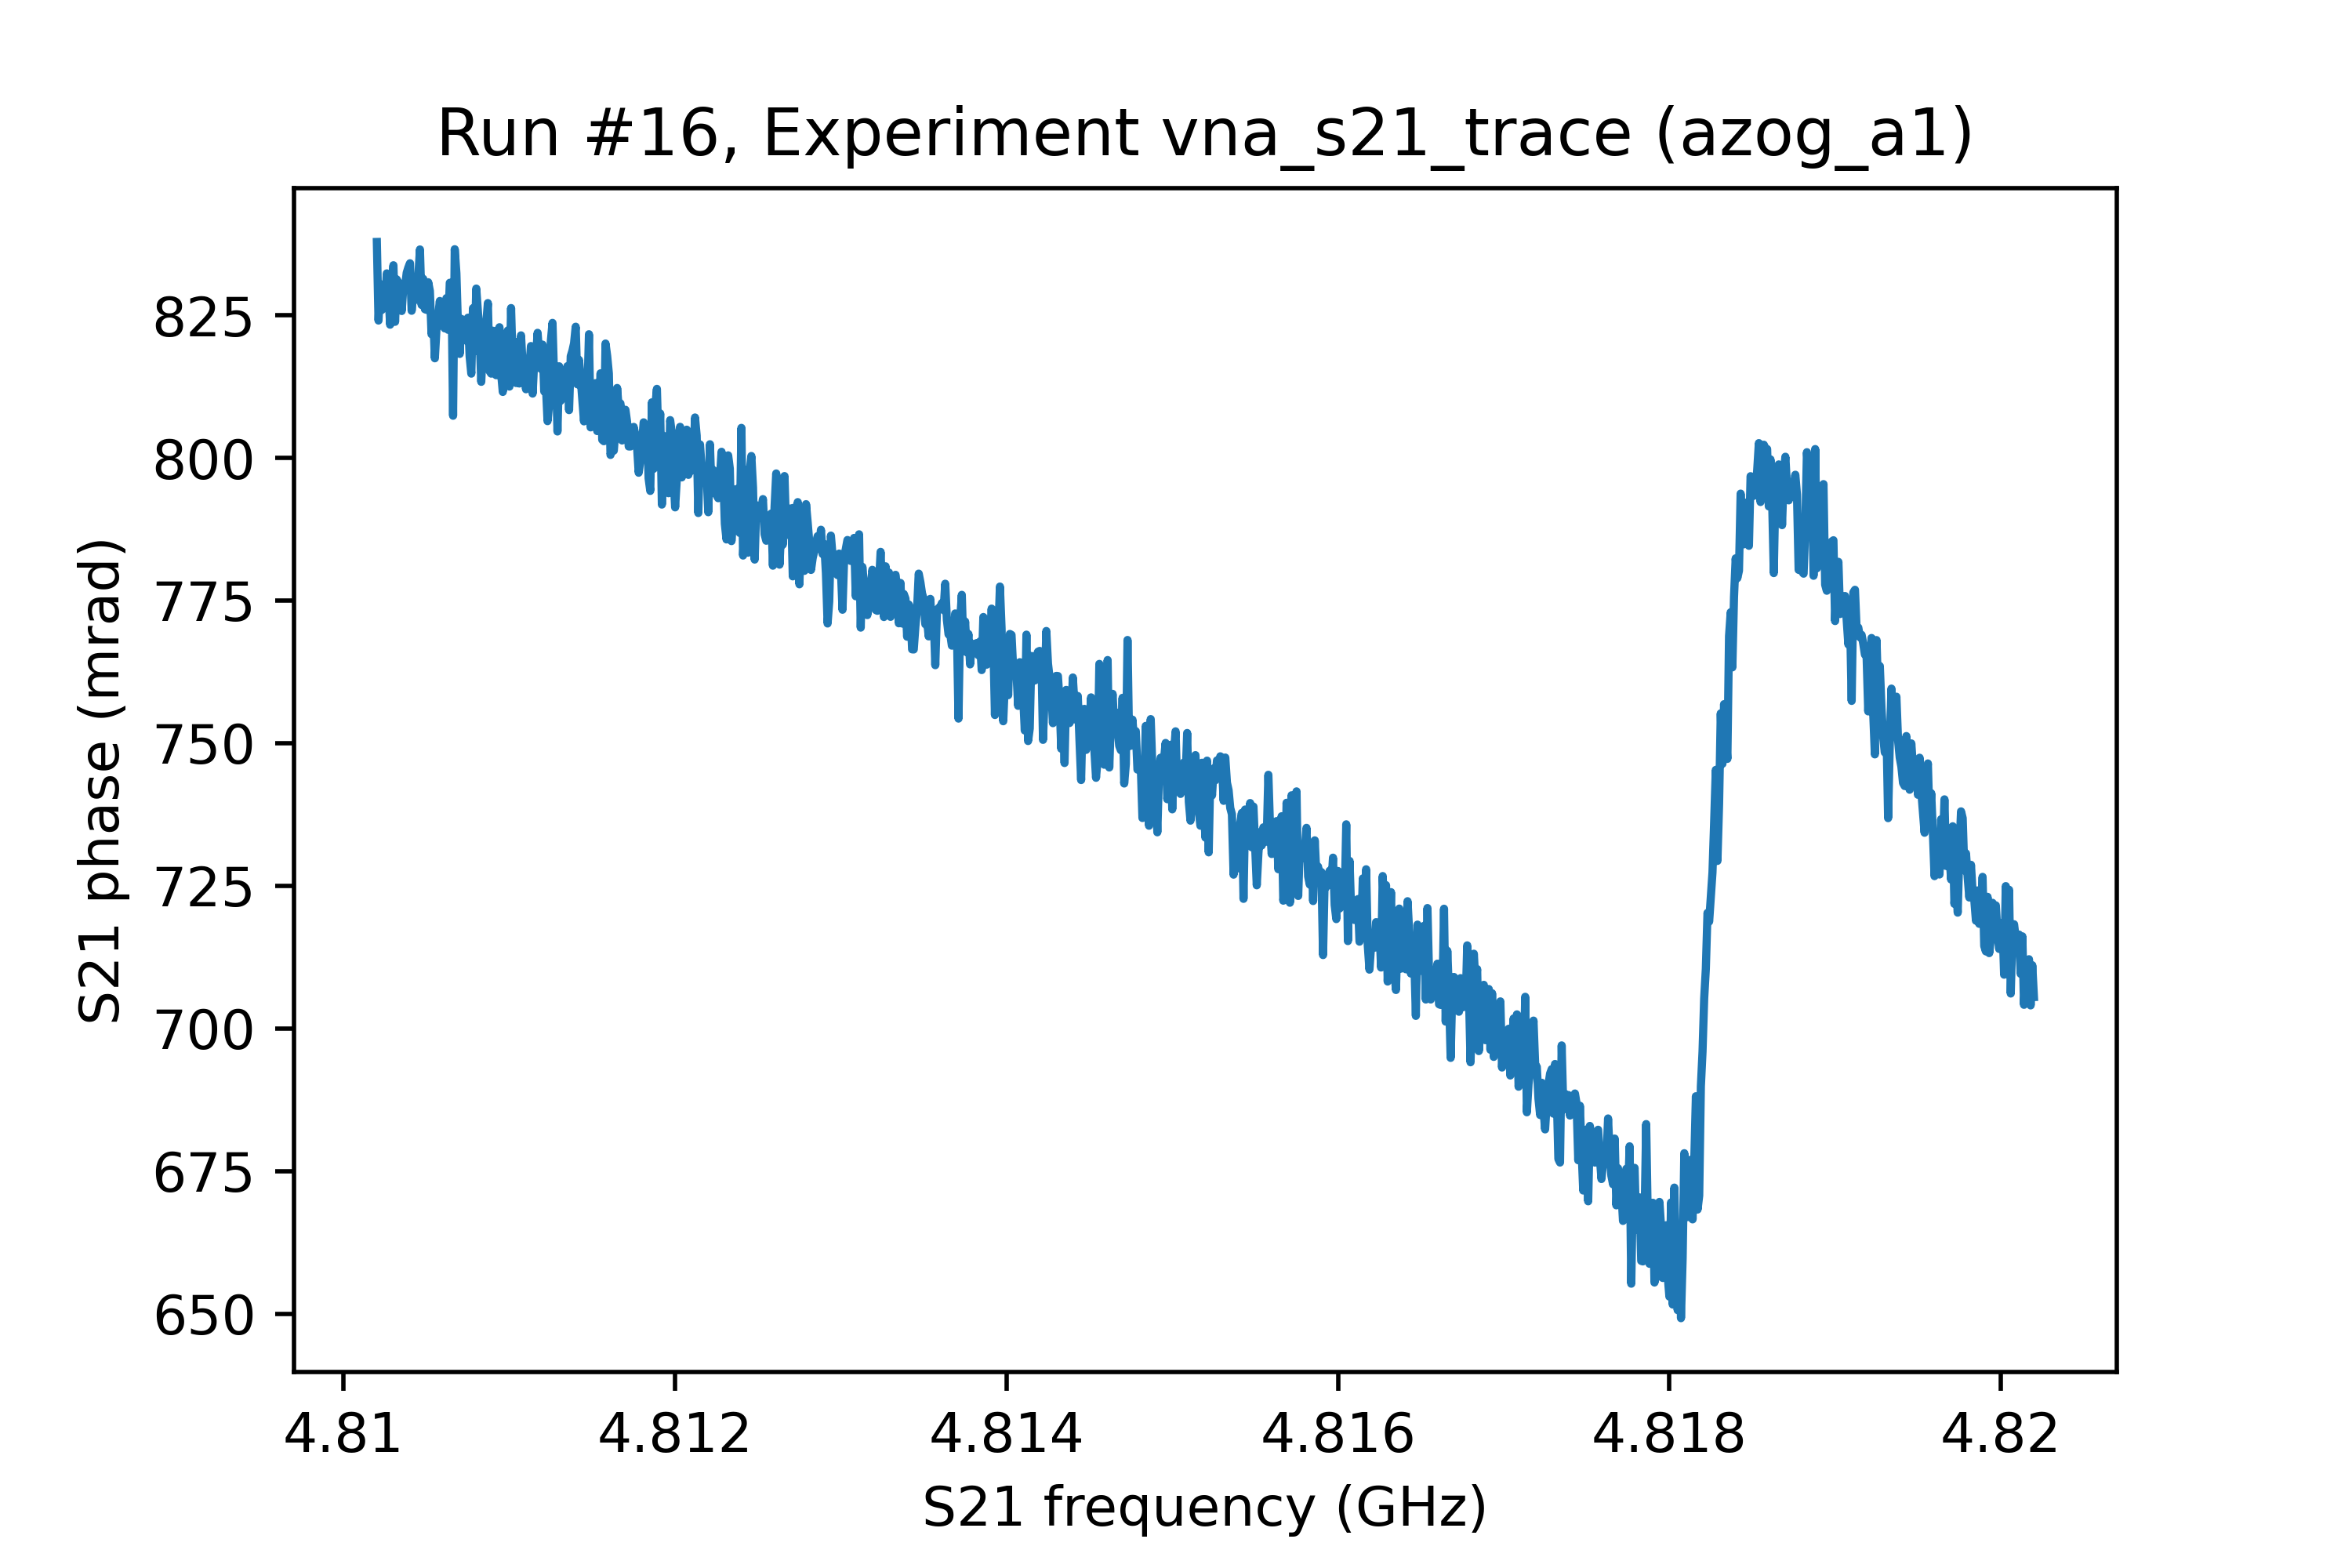 Run #16, Experiment vna_s21_trace (azog_a1)
S21 phase (mrad)
825
800
775
750
725
700
675
650
4.81 4.812 4.814 4.816 4.818 4.82
S21 frequency (GHz)